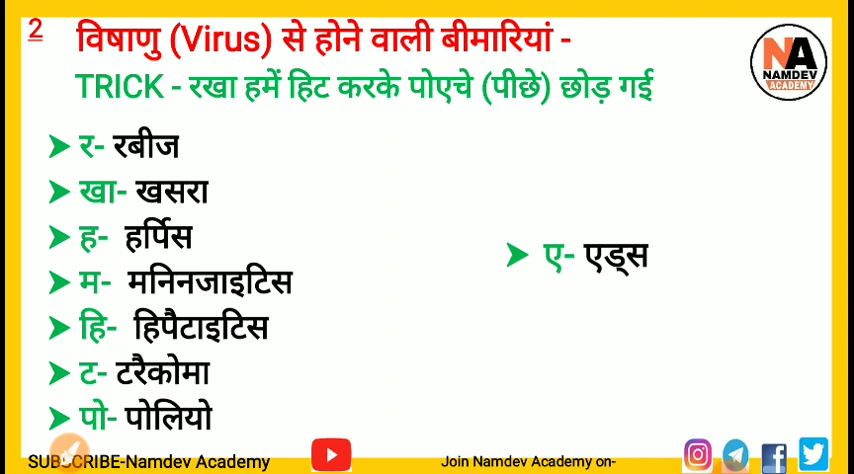 2
विषाणु (Virus) से होने वाली बीमारियां -
TRICK - रखा हमें हिट करके पोएचे (पीछे) छोड़ गई
NA
NAMDEV
ACADEMY
➤ र- रबीज
➤ खा- खसरा
➤ ह- हर्पिस
➤ म- मनिनजाइटिस
➤ हि- हिपैटाइटिस
➤ ट- टरैकोमा
➤ पो- पोलियो
➤ ए- एड्स
SUBSCRIBE-Namdev Academy
Join Namdev Academy on-